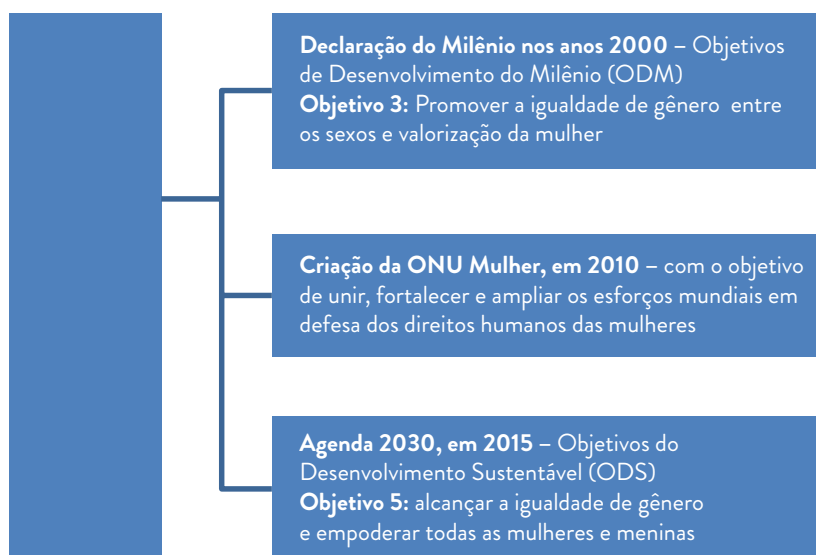 Declaração do Milênio nos anos 2000 – Objetivos
de Desenvolvimento do Milênio (ODM)
Objetivo 3: Promover a igualdade de gênero entre
os sexos e valorização da mulher
Criação da ONU Mulher, em 2010 – com o objetivo
de unir, fortalecer e ampliar os esforços mundiais em
defesa dos direitos humanos das mulheres
Agenda 2030, em 2015 – Objetivos do
Desenvolvimento Sustentável (ODS)
Objetivo 5: alcançar a igualdade de gênero
e empoderar todas as mulheres e meninas